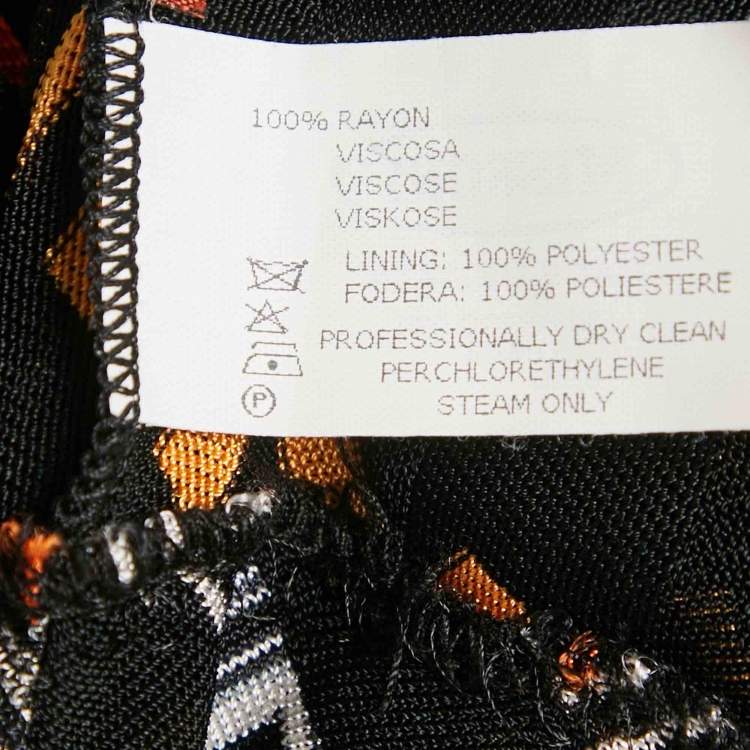 100% RAYON
VISCOSA
VISCOSE
VISKOSE
LINING: 100% POLYESTER
FODERA: 100% POLIESTERE
PROFESSIONALLY DRY CLEAN
PERCHLORETHYLENE
P STEAM ONLY